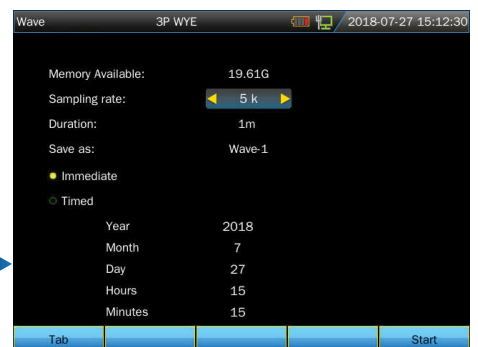 Wave 3P WYE 2018-07-27 15:12:30
Memory Available: 19.61G
Sampling rate: 5 k
Duration: 1m
Save as: Wave-1
Immediate
Timed
Year 2018
Month 7
Day 27
Hours 15
Minutes 15
Tab Start